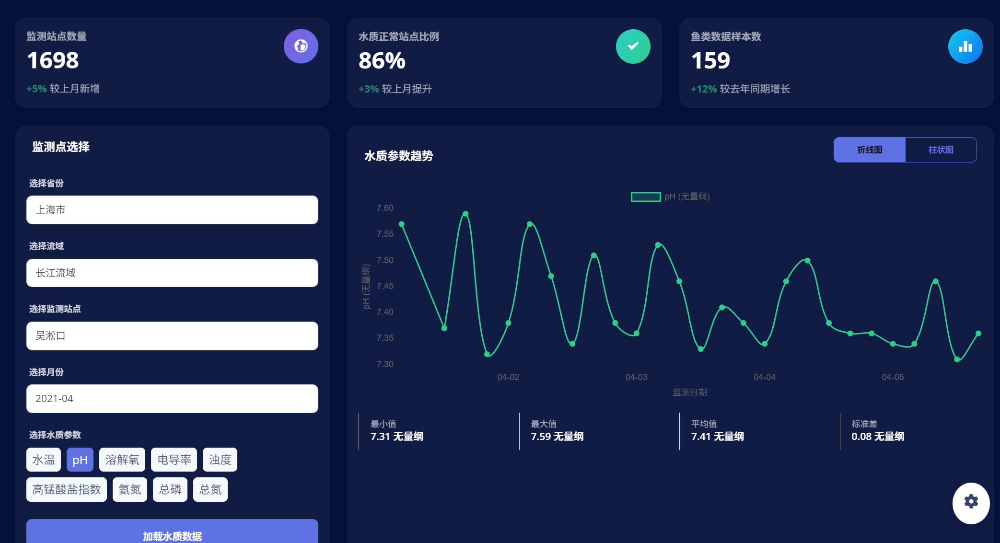 监测站点数量
1698
+5% 较上月新增
水质正常站点比例
86%
+3% 较上月提升
鱼类数据样本数
159
+12% 较去年同期增长
监测点选择
选择省份
上海市
选择流域
长江流域
选择监测站点
吴淞口
选择月份
2021-04
选择水质参数
水温 pH 溶解氧 电导率 浊度
高锰酸盐指数 氨氮 总磷 总氮
加载水质数据
水质参数趋势
折线图 柱状图
pH (无量纲)
pH (无量纲)
7.60
7.55
7.50
7.45
7.40
7.35
7.30
04-02 04-03 04-04 04-05
监测日期
最小值
7.31 无量纲
最大值
7.59 无量纲
平均值
7.41 无量纲
标准差
0.08 无量纲